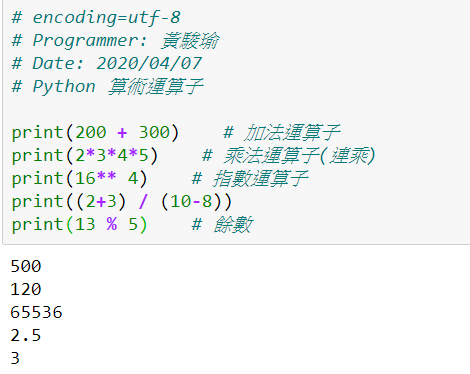 # encoding=utf-8
# Programmer: 黃駿瑜
# Date: 2020/04/07
# Python 算術運算子
print(200 + 300)    # 加法運算子
print(2*3*4*5)    # 乘法運算子(連乘)
print(16** 4)    # 指數運算子
print((2+3) / (10-8))
print(13 % 5)    # 餘數
500
120
65536
2.5
3